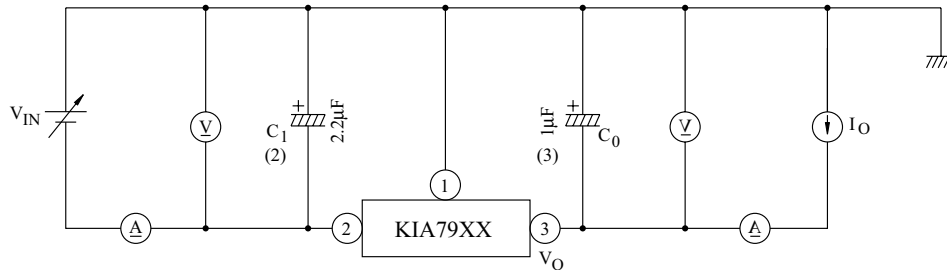 V_IN
V
+
C_1
(2)
2.2μF
1
+
1μF
(3)
C_0
V
I_O
A
2
KIA79XX
3
V_O
A